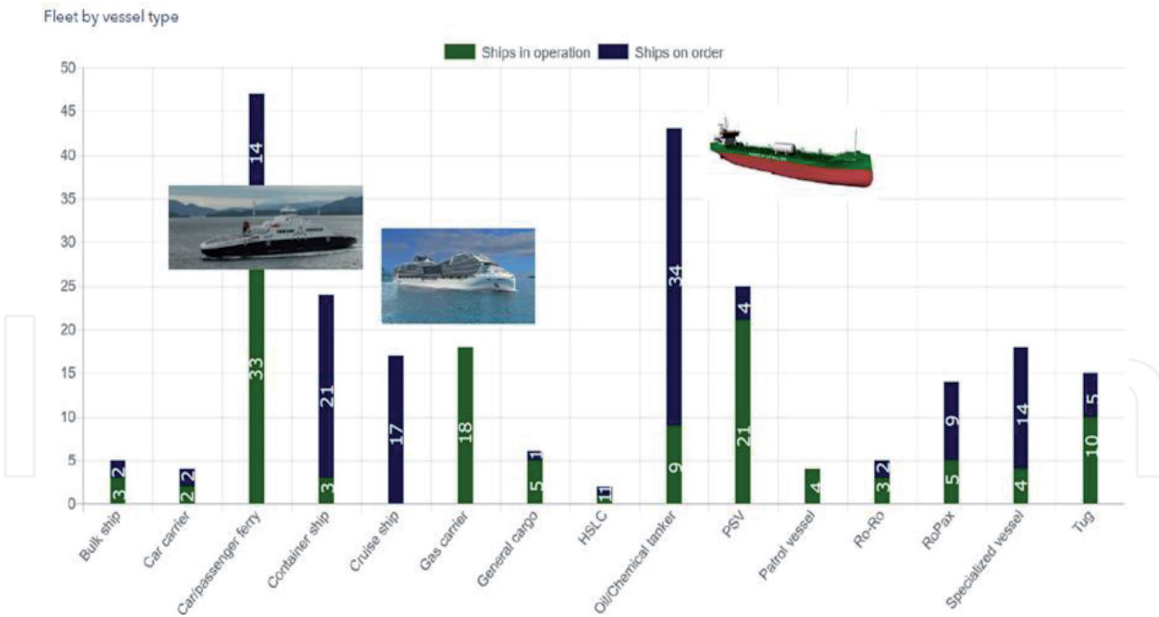 Fleet by vessel type
Ships in operation Ships on order
50
45
40
35
30
25
20
15
10
5
0
3 2
2 2
33 14
3 21
17
18
5 1
1 1
9 34
21 4
4
3 2
5 9
4 14
10 5
Bulk ship
Car carrier
Car/passenger ferry
Container ship
Cruise ship
Gas carrier
General cargo
HSLC
Oil/Chemical tanker
PSV
Patrol vessel
Ro-Ro
RoPax
Specialized vessel
Tug